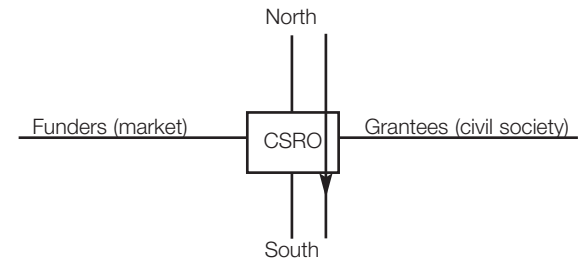 North
Funders (market)
CSRO
Grantees (civil society)
South